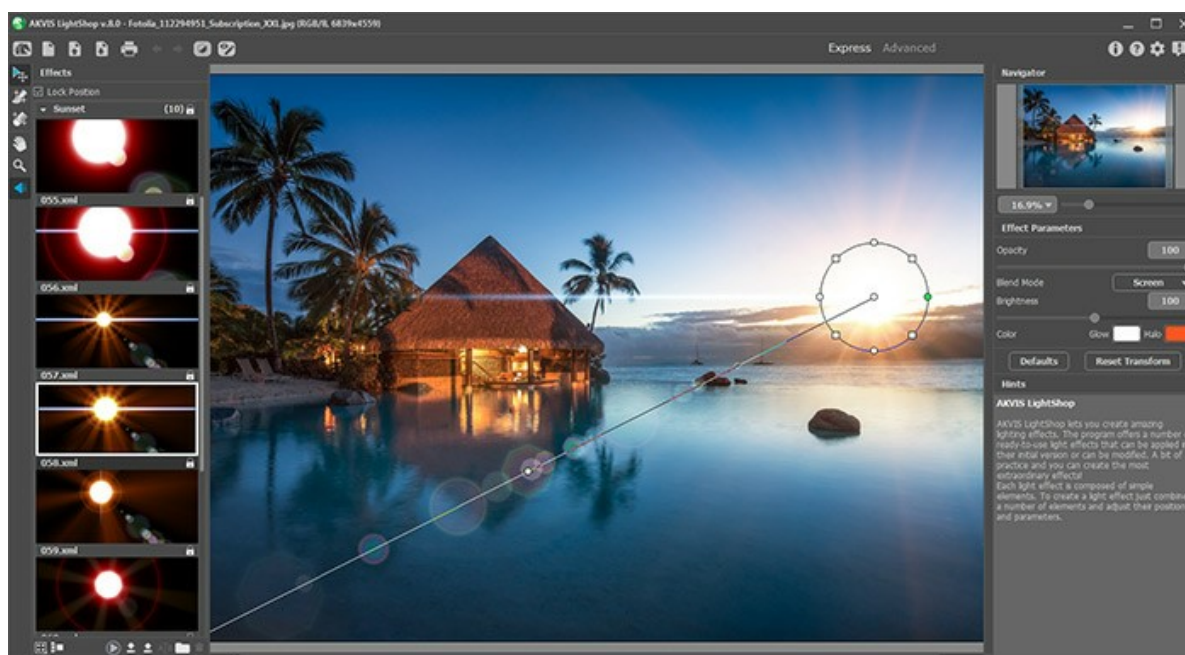 AKVIS LightShop v.8.0 - Fotolia_112294951_Subscription_XXL.jpg (RGB/8, 6839x4559)
Express Advanced
Effects
Lock Position
Sunset (10)
055.xml
056.xml
057.xml
058.xml
059.xml
Navigator
16.9%
Effect Parameters
Opacity 100
Blend Mode Screen
Brightness 100
Color Glow Halo
Defaults Reset Transform
Hints
AKVIS LightShop
AKVIS LightShop lets you create amazing
lighting effects. The program offers a number
ready-to-use light effects that can be applied
their initial version or can be modified. A bit of
practice and you can create the most
extraordinary effects!
Each light effect is composed of simple
elements. To create a light effect just combine
a number of elements and adjust their position
and parameters.